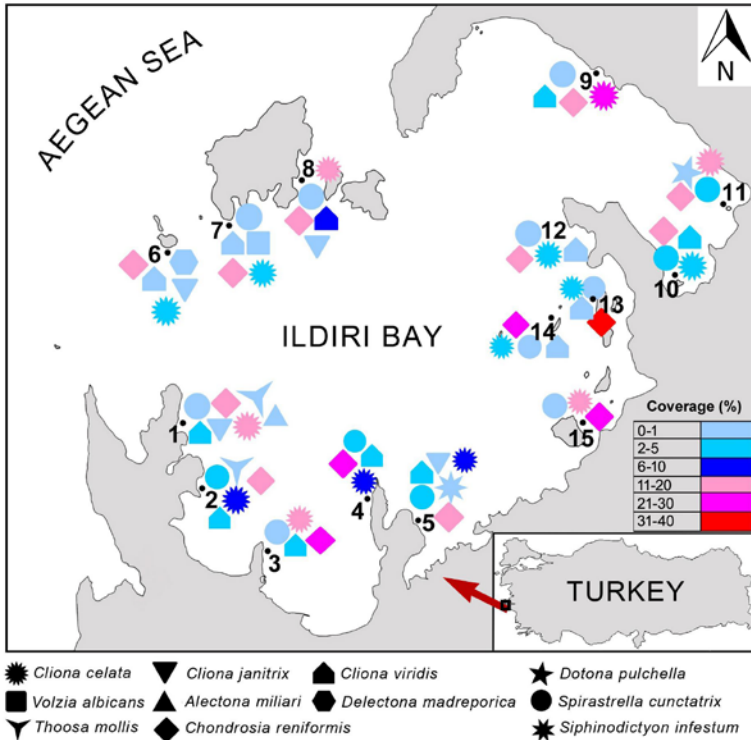 AEGEAN SEA
N
9
8
11
7
12
6
10
13
ILDIRI BAY
14
Coverage (%)
0-1
2-5
6-10
11-20
21-30
31-40
15
1
2
4
5
3
TURKEY
Cliona celata
Cliona janitrix
Cliona viridis
Dotona pulchella
Volzia albicans
Alectona miliari
Delectona madreporica
Spirastrella cunctatrix
Thoosa mollis
Chondrosia reniformis
Siphinodictyon infestum